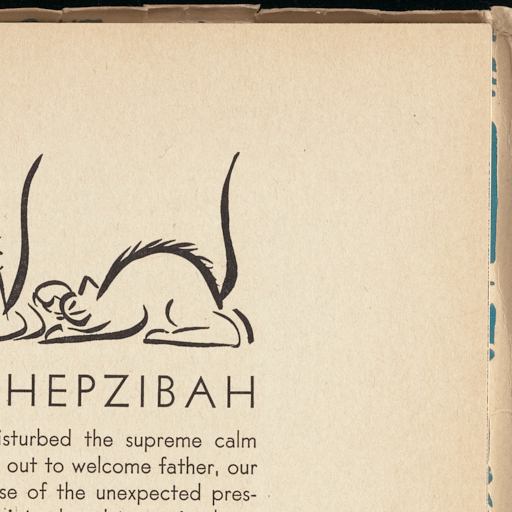 HEPZIBAH
isturbed the supreme calm
out to welcome father, our
se of the unexpected pres-